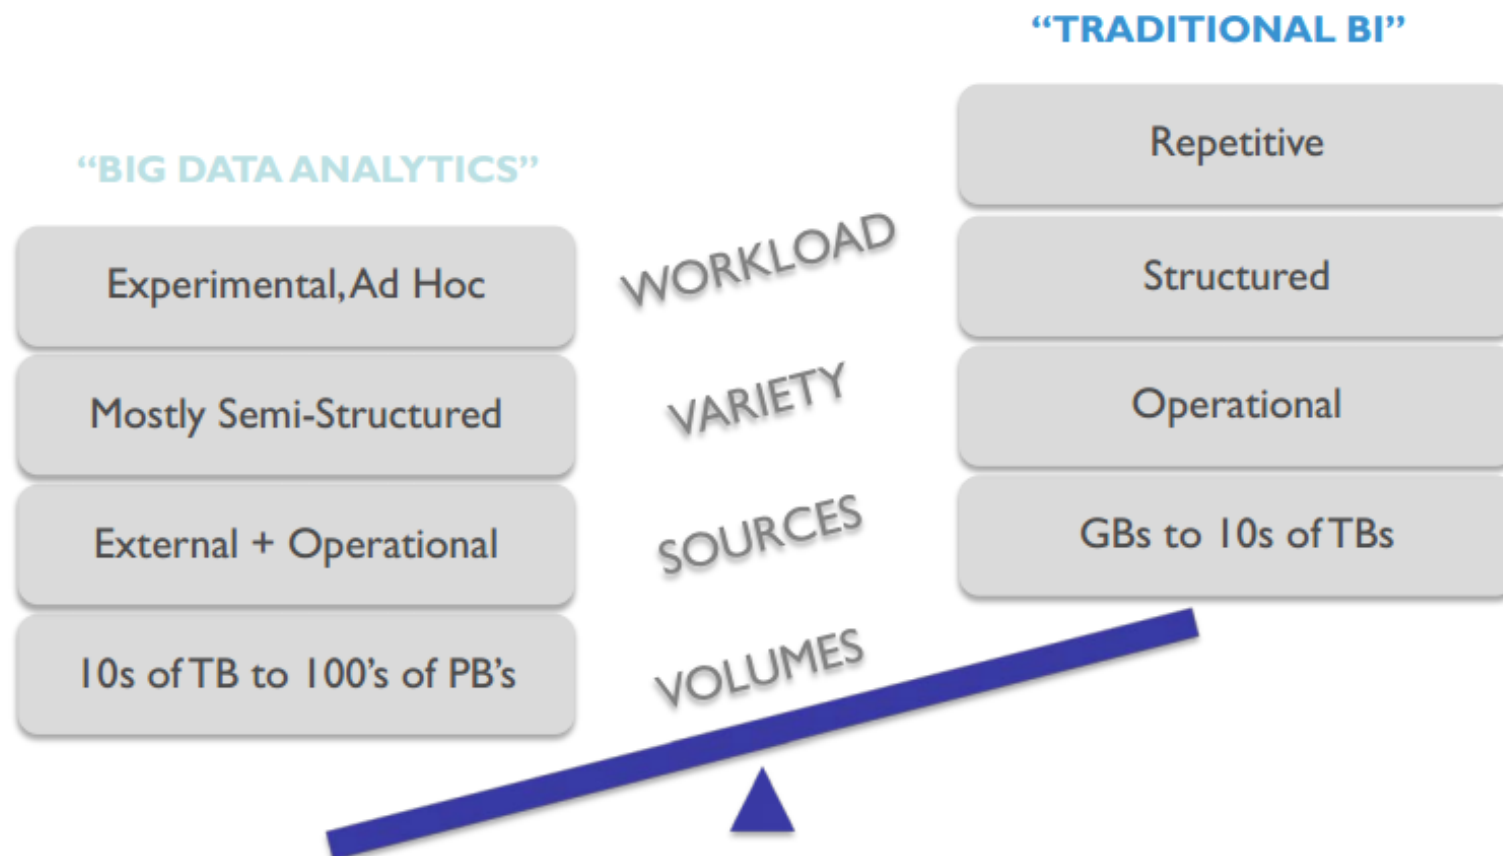 “TRADITIONAL BI”
“BIG DATA ANALYTICS”
Repetitive
Experimental, Ad Hoc
WORKLOAD
Structured
Mostly Semi-Structured
VARIETY
Operational
External + Operational
SOURCES
GBs to 10s of TBs
10s of TB to 100’s of PB’s
VOLUMES